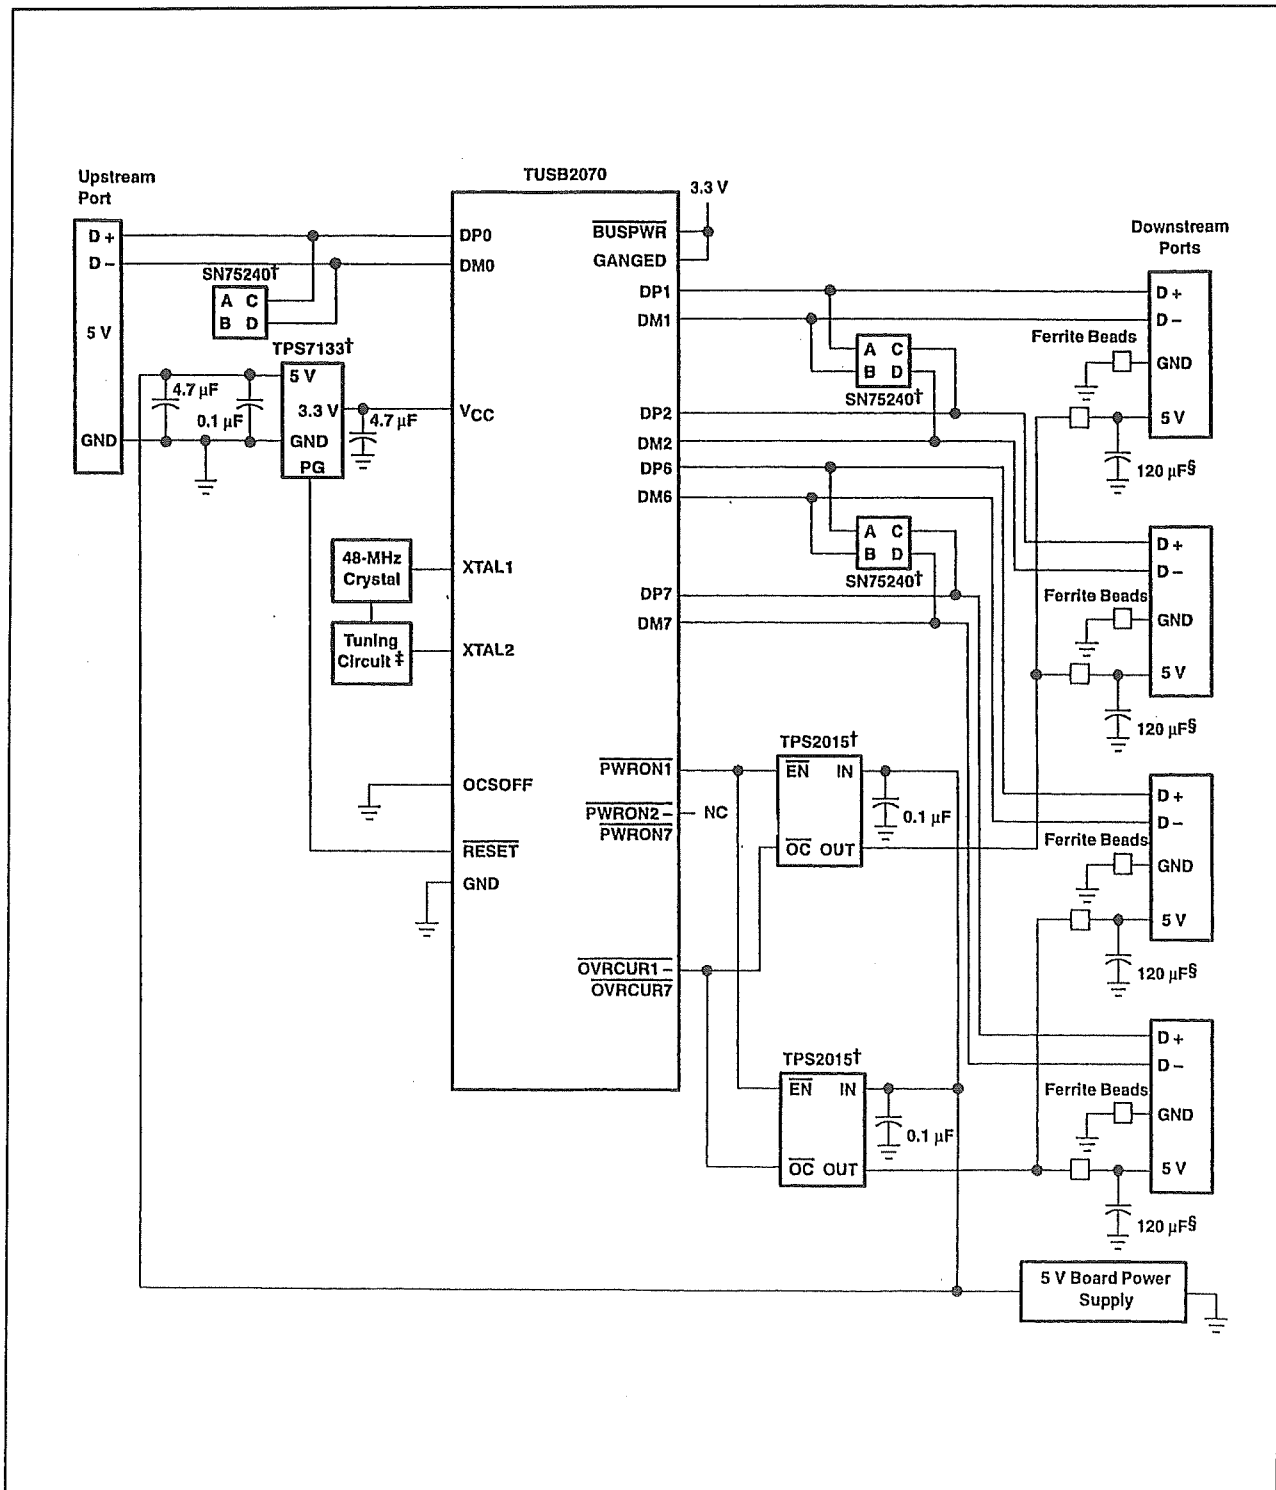 TUSB2070
Upstream
Port
D +
D –
5 V
GND
SN75240†
A C
B D
TPS7133†
5 V
3.3 V
GND
PG
4.7 µF
0.1 µF
4.7 µF
48-MHz
Crystal
Tuning
Circuit ‡
DP0
DM0
VCC
XTAL1
XTAL2
OCSOFF
RESET
GND
3.3 V
BUSPWR
GANGED
DP1
DM1
DP2
DM2
DP6
DM6
DP7
DM7
PWRON1
PWRON2 –
PWRON7
NC
OVRCUR1 –
OVRCUR7
A C
B D
SN75240†
A C
B D
SN75240†
TPS2015†
EN IN
OC OUT
0.1 µF
TPS2015†
EN IN
OC OUT
0.1 µF
Downstream
Ports
D +
D –
Ferrite Beads
GND
5 V
120 µF§
D +
D –
Ferrite Beads
GND
5 V
120 µF§
D +
D –
Ferrite Beads
GND
5 V
120 µF§
D +
D –
Ferrite Beads
GND
5 V
120 µF§
5 V Board Power
Supply